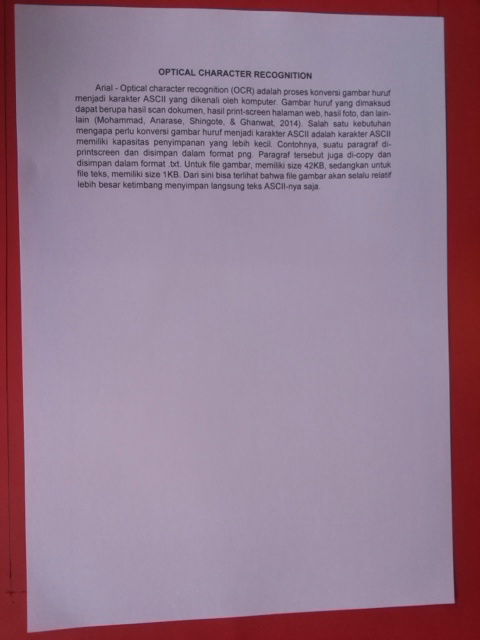 OPTICAL CHARACTER RECOGNITION
Arial - Optical character recognition (OCR) adalah proses konversi gambar huruf
menjadi karakter ASCII yang dikenali oleh komputer. Gambar huruf yang dimaksud
dapat berupa hasil scan dokumen, hasil print-screen halaman web, hasil foto, dan lain-
lain (Mohammad, Anarase, Shingote, & Ghanwat, 2014). Salah satu kebutuhan
mengapa perlu konversi gambar huruf menjadi karakter ASCII adalah karakter ASCII
memiliki kapasitas penyimpanan yang lebih kecil. Contohnya, suatu paragraf di-
printscreen dan disimpan dalam format png. Paragraf tersebut juga di-copy dan
disimpan dalam format .txt. Untuk file gambar, memiliki size 42KB, sedangkan untuk
file teks, memiliki size 1KB. Dari sini bisa terlihat bahwa file gambar akan selalu relatif
lebih besar ketimbang menyimpan langsung teks ASCII-nya saja.